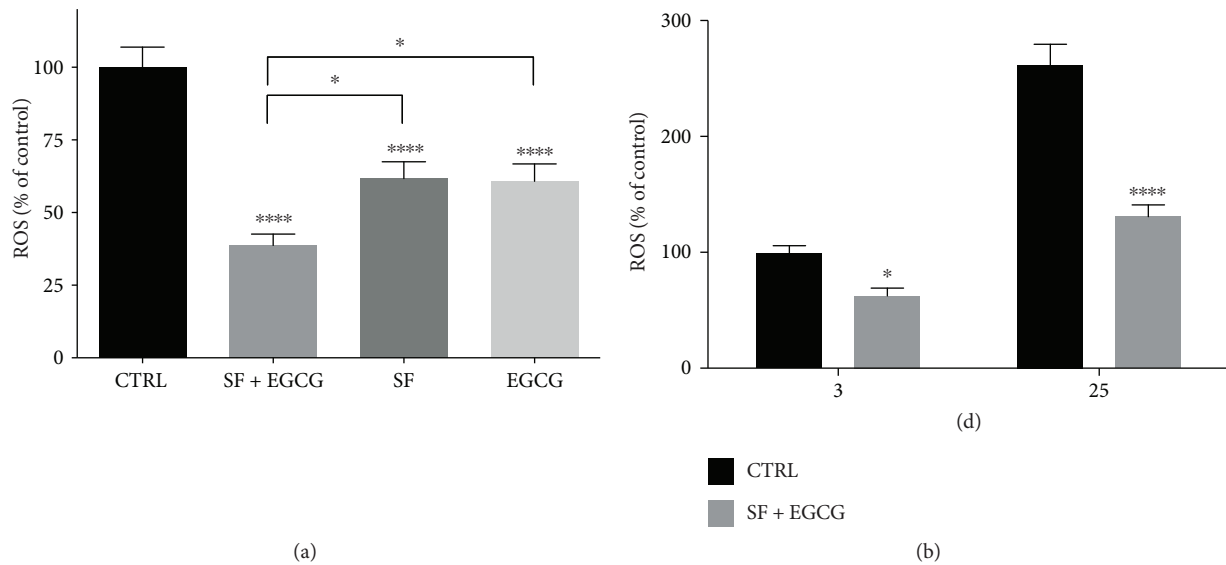 ROS (% of control)
100
75
50
25
0
*
*
****
****
****
CTRL
SF + EGCG
SF
EGCG
(a)
ROS (% of control)
300
200
100
0
*
****
3
25
(d)
CTRL
SF + EGCG
(b)